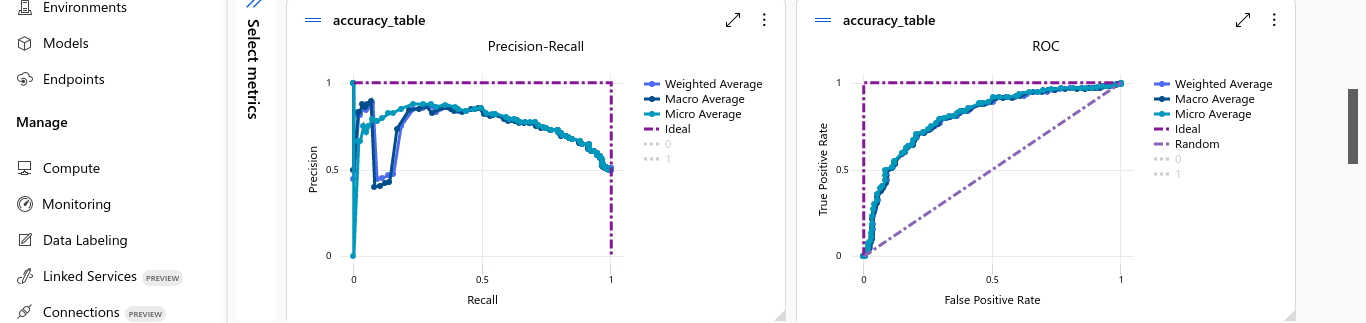 Environments
Models
Endpoints
Manage
Compute
Monitoring
Data Labeling
Linked Services PREVIEW
Connections PREVIEW
Select metrics
accuracy_table
Precision-Recall
1
0.5
0
0
0.5
1
Precision
Recall
Weighted Average
Macro Average
Micro Average
Ideal
0
1
accuracy_table
ROC
1
0.5
0
0
0.5
1
True Positive Rate
False Positive Rate
Weighted Average
Macro Average
Micro Average
Ideal
Random
0
1